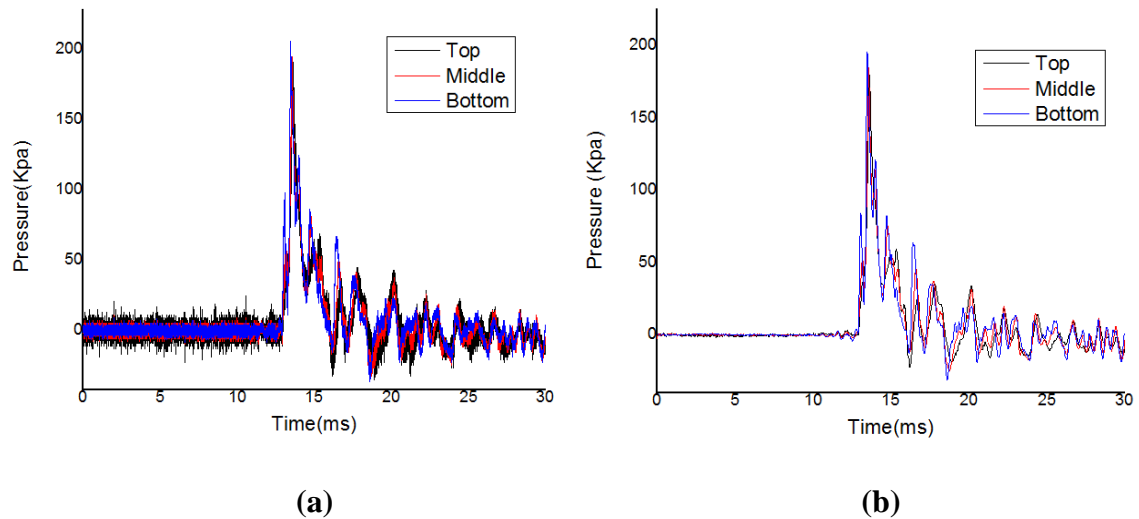 200
150
100
50
0
Pressure(Kpa)
Top
Middle
Bottom
0 5 10 15 20 25 30
Time(ms)
(a)
200
150
100
50
0
Pressure (Kpa)
Top
Middle
Bottom
0 5 10 15 20 25 30
Time(ms)
(b)